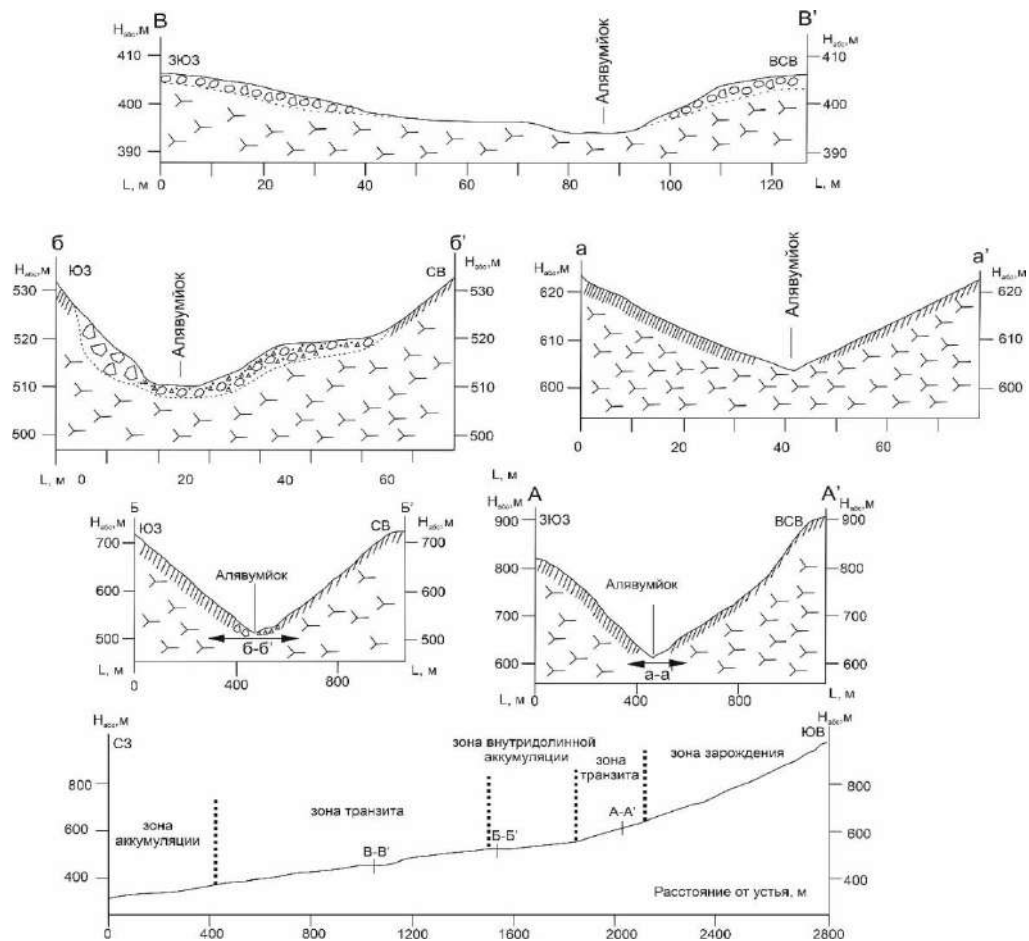 В
В'
Набс,м
Набс,м
ЗЮЗ
ВСВ
Алявумйок
410
410
400
400
390
390
L, м
0
20
40
60
80
100
120
L, м
б
б'
Набс,м
Набс,м
ЮЗ
СВ
Алявумйок
530
530
520
520
510
510
500
500
L, м
0
20
40
60
а
а'
Набс,м
Набс,м
Алявумйок
620
620
600
600
0
20
40
60
L, м
Б
Б'
Набс,м
Набс,м
ЮЗ
СВ
700
700
Алявумйок
600
600
500
500
б-б'
L, м
0
400
800
L, м
А
А'
Набс,м
Набс,м
ЗЮЗ
ВСВ
900
900
800
800
Алявумйок
700
700
600
600
а-а'
L, м
0
400
800
L, м
Набс,м
Набс,м
СЗ
ЮВ
зона внутридолинной
аккумуляции
зона
транзита
зона зарождения
800
800
зона транзита
зона
аккумуляции
А-А'
600
600
Б-Б'
В-В'
400
400
Расстояние от устья, м
0
400
800
1200
1600
2000
2400
2800